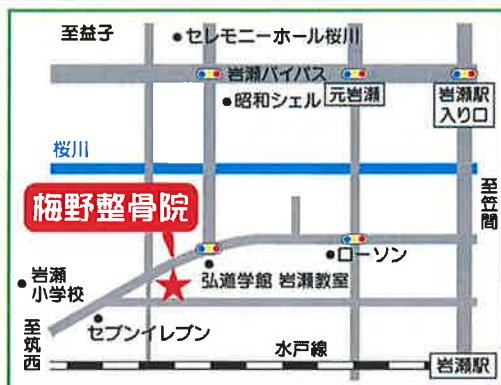 至益子
セレモニーホール桜川
岩瀬バイパス
昭和シェル
元岩瀬
岩瀬駅
入り口
桜川
至笠間
梅野整骨院
ローソン
弘道学館 岩瀬教室
岩瀬
小学校
セブンイレブン
至筑西
水戸線
岩瀬駅